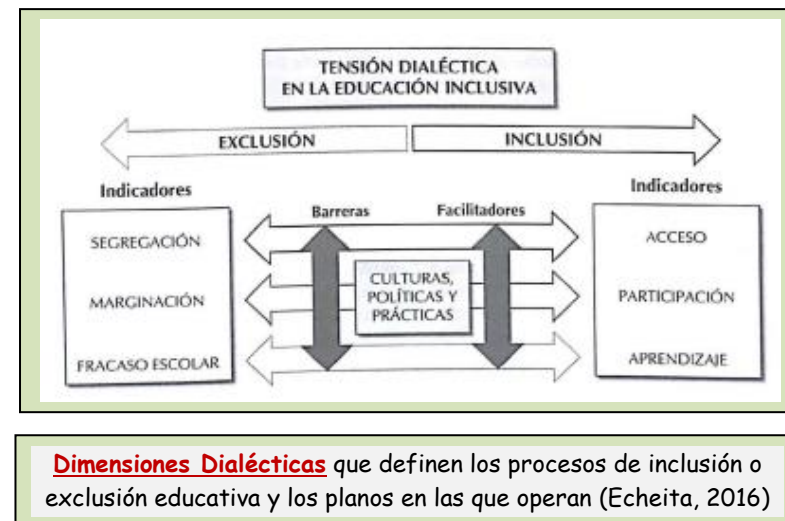 TENSIÓN DIALÉCTICA
EN LA EDUCACIÓN INCLUSIVA
EXCLUSIÓN
INCLUSIÓN
Indicadores
Indicadores
Barreras
Facilitadores
SEGREGACIÓN
MARGINACIÓN
FRACASO ESCOLAR
CULTURAS,
POLÍTICAS Y
PRÁCTICAS
ACCESO
PARTICIPACIÓN
APRENDIZAJE
Dimensiones Dialécticas que definen los procesos de inclusión o
exclusión educativa y los planos en las que operan (Echeita, 2016)